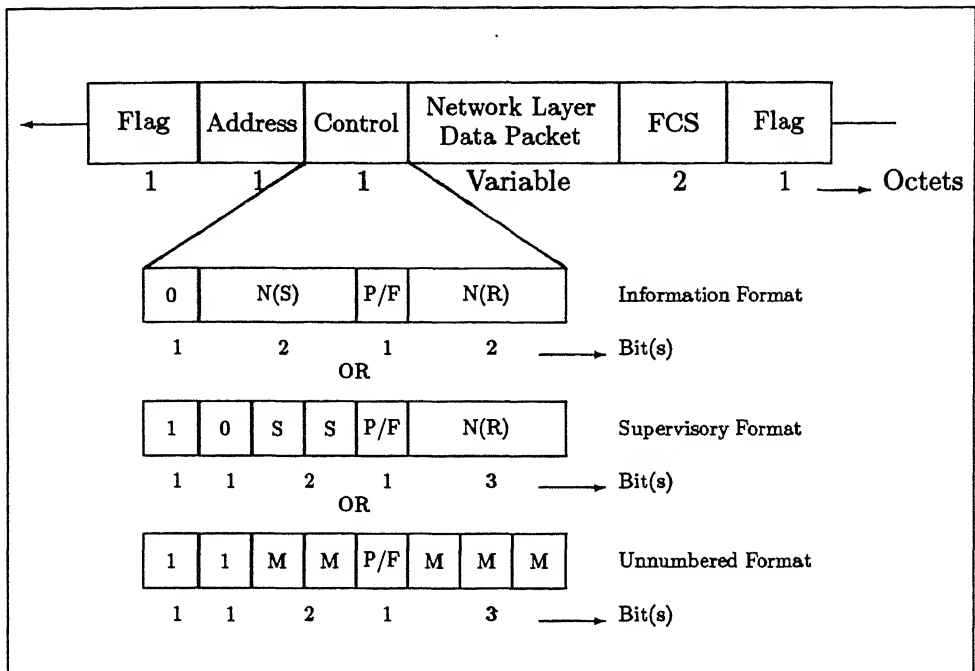 Flag Address Control Network Layer Data Packet FCS Flag
1 1 1 Variable 2 1 Octets
0 N(S) P/F N(R) Information Format
1 2 1 2 Bit(s)
OR
1 0 S S P/F N(R) Supervisory Format
1 1 2 1 3 Bit(s)
OR
1 1 M M P/F M M M Unnumbered Format
1 1 2 1 3 Bit(s)